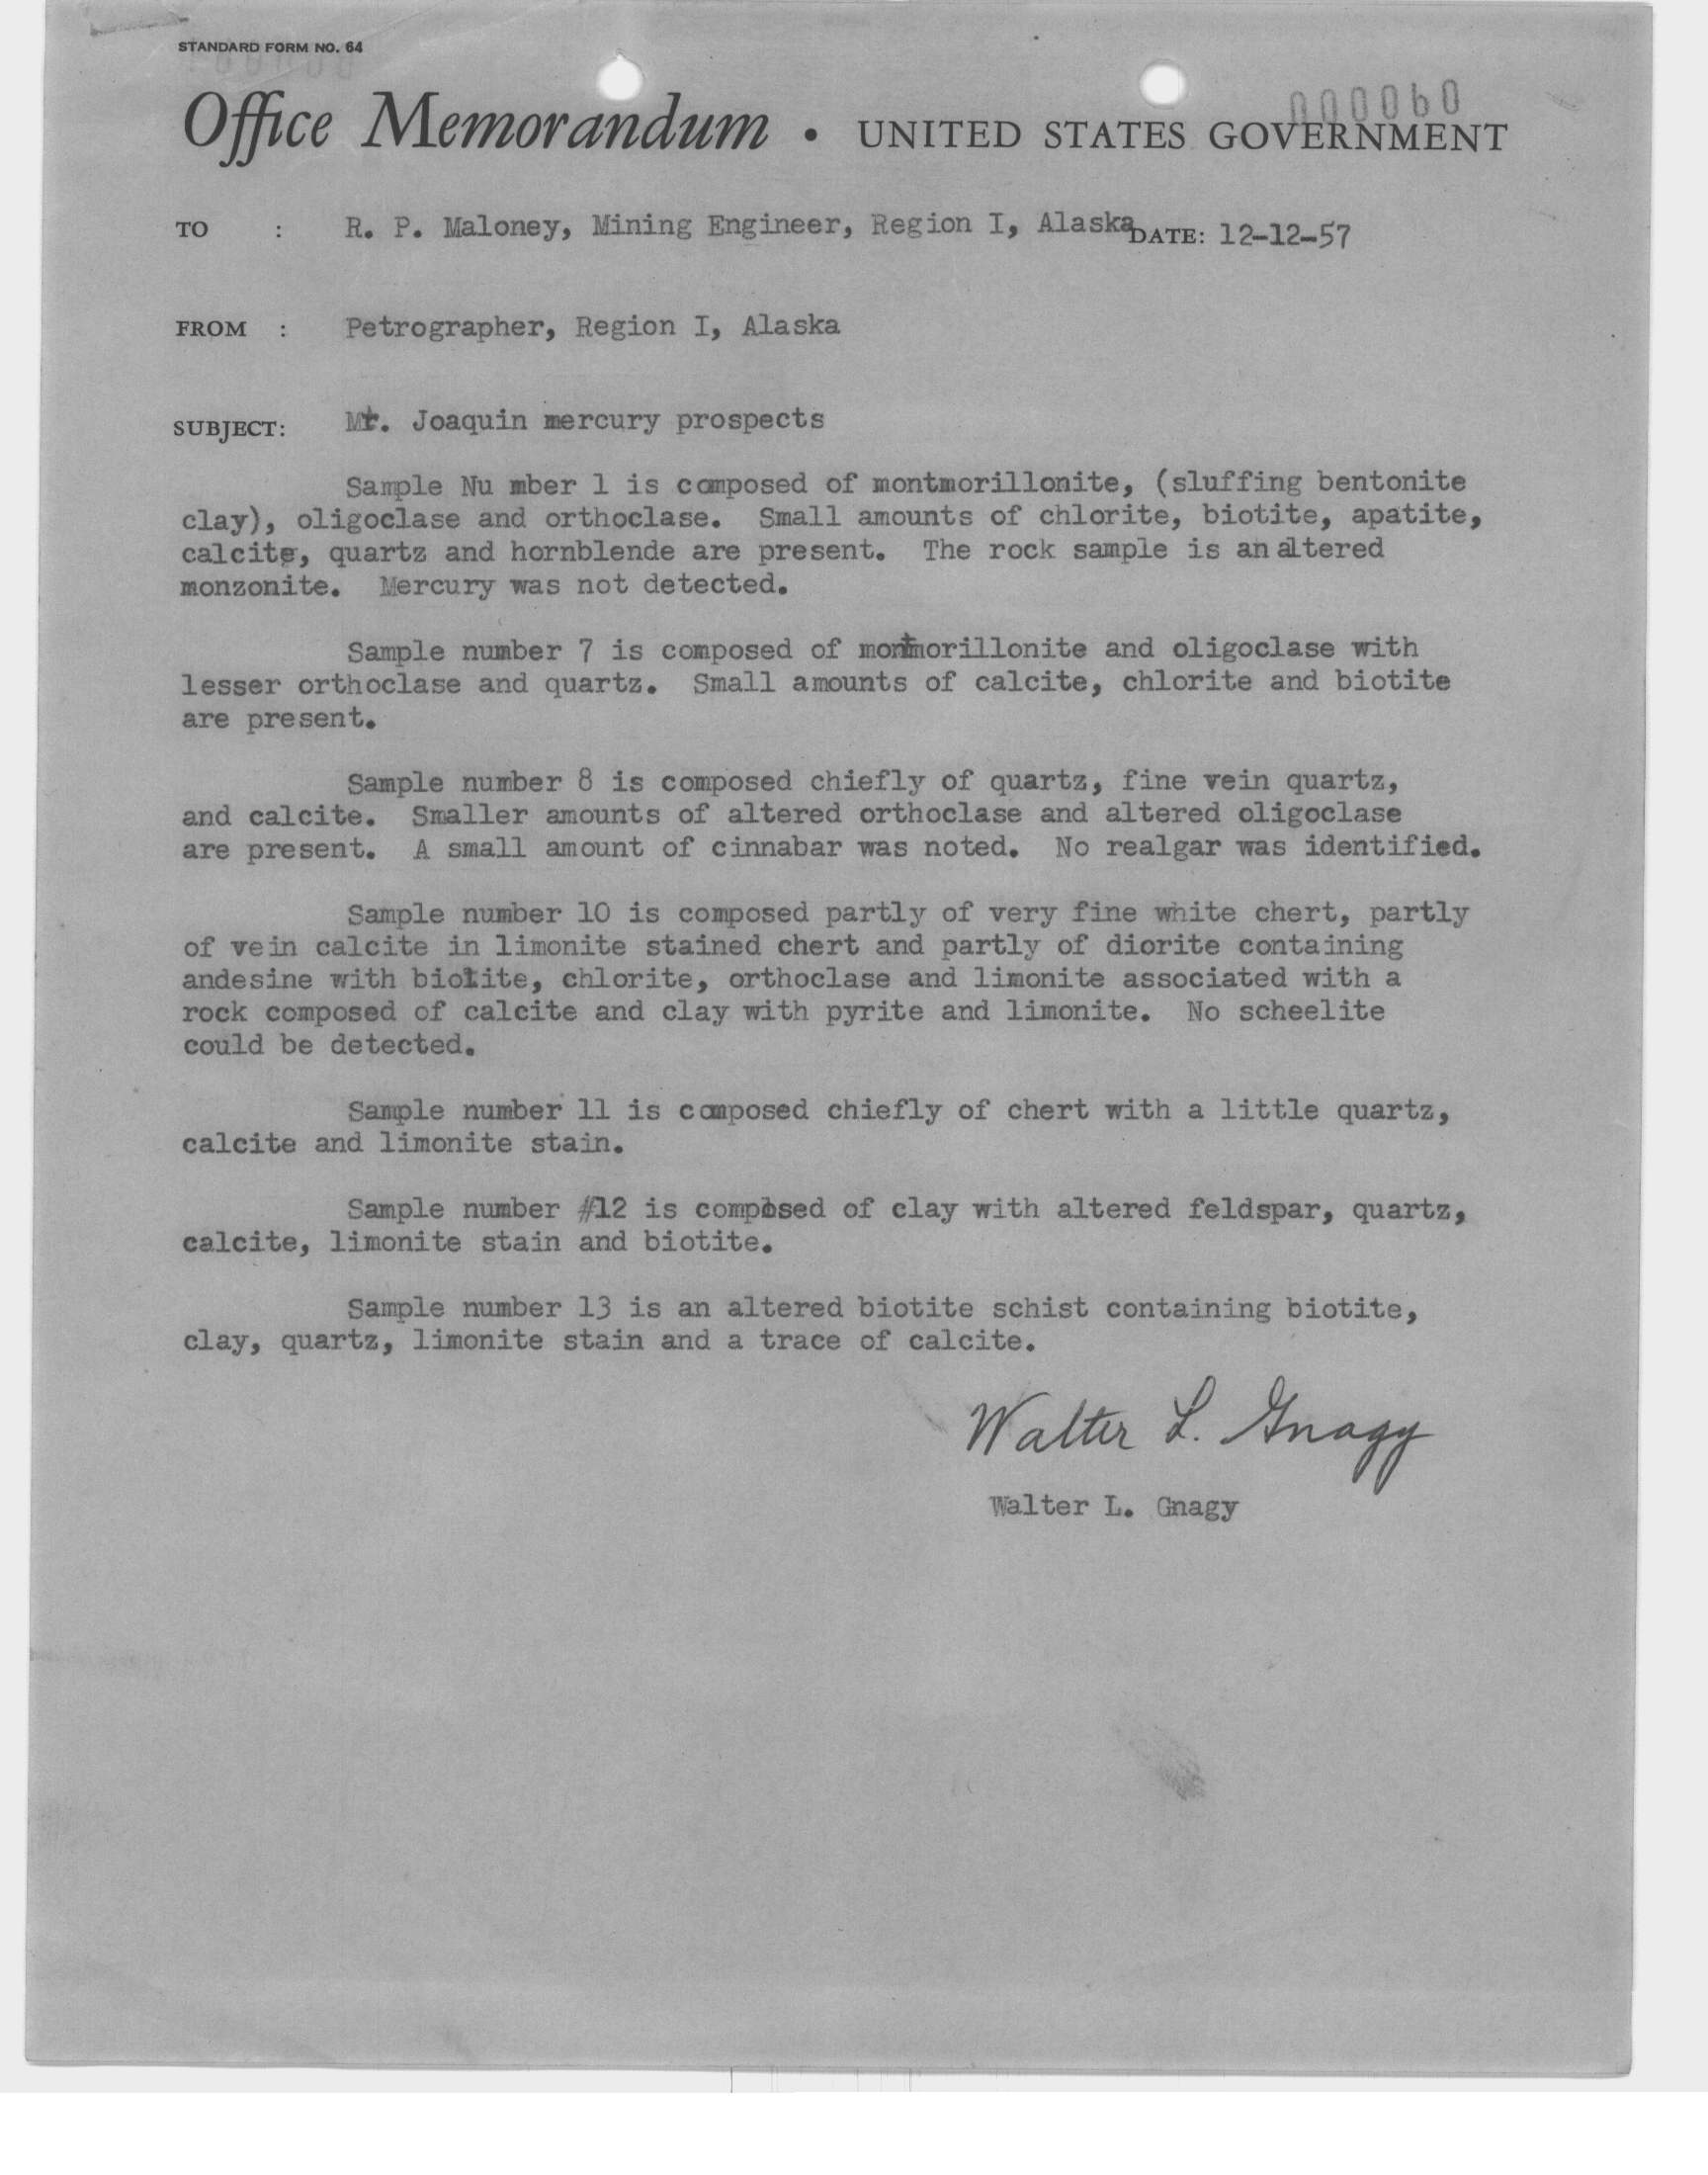 STANDARD FORM NO. 64
000060
Office Memorandum • UNITED STATES GOVERNMENT
TO : R. P. Maloney, Mining Engineer, Region I, Alaska DATE: 12-12-57
FROM : Petrographer, Region I, Alaska
SUBJECT: Mt. Joaquin mercury prospects
Sample Nu mber 1 is composed of montmorillonite, (sluffing bentonite
clay), oligoclase and orthoclase. Small amounts of chlorite, biotite, apatite,
calcite, quartz and hornblende are present. The rock sample is an altered
monzonite. Mercury was not detected.
Sample number 7 is composed of montmorillonite and oligoclase with
lesser orthoclase and quartz. Small amounts of calcite, chlorite and biotite
are present.
Sample number 8 is composed chiefly of quartz, fine vein quartz,
and calcite. Smaller amounts of altered orthoclase and altered oligoclase
are present. A small amount of cinnabar was noted. No realgar was identified.
Sample number 10 is composed partly of very fine white chert, partly
of vein calcite in limonite stained chert and partly of diorite containing
andesine with biotite, chlorite, orthoclase and limonite associated with a
rock composed of calcite and clay with pyrite and limonite. No scheelite
could be detected.
Sample number 11 is composed chiefly of chert with a little quartz,
calcite and limonite stain.
Sample number #12 is composed of clay with altered feldspar, quartz,
calcite, limonite stain and biotite.
Sample number 13 is an altered biotite schist containing biotite,
clay, quartz, limonite stain and a trace of calcite.
Walter L. Gnagy
Walter L. Gnagy